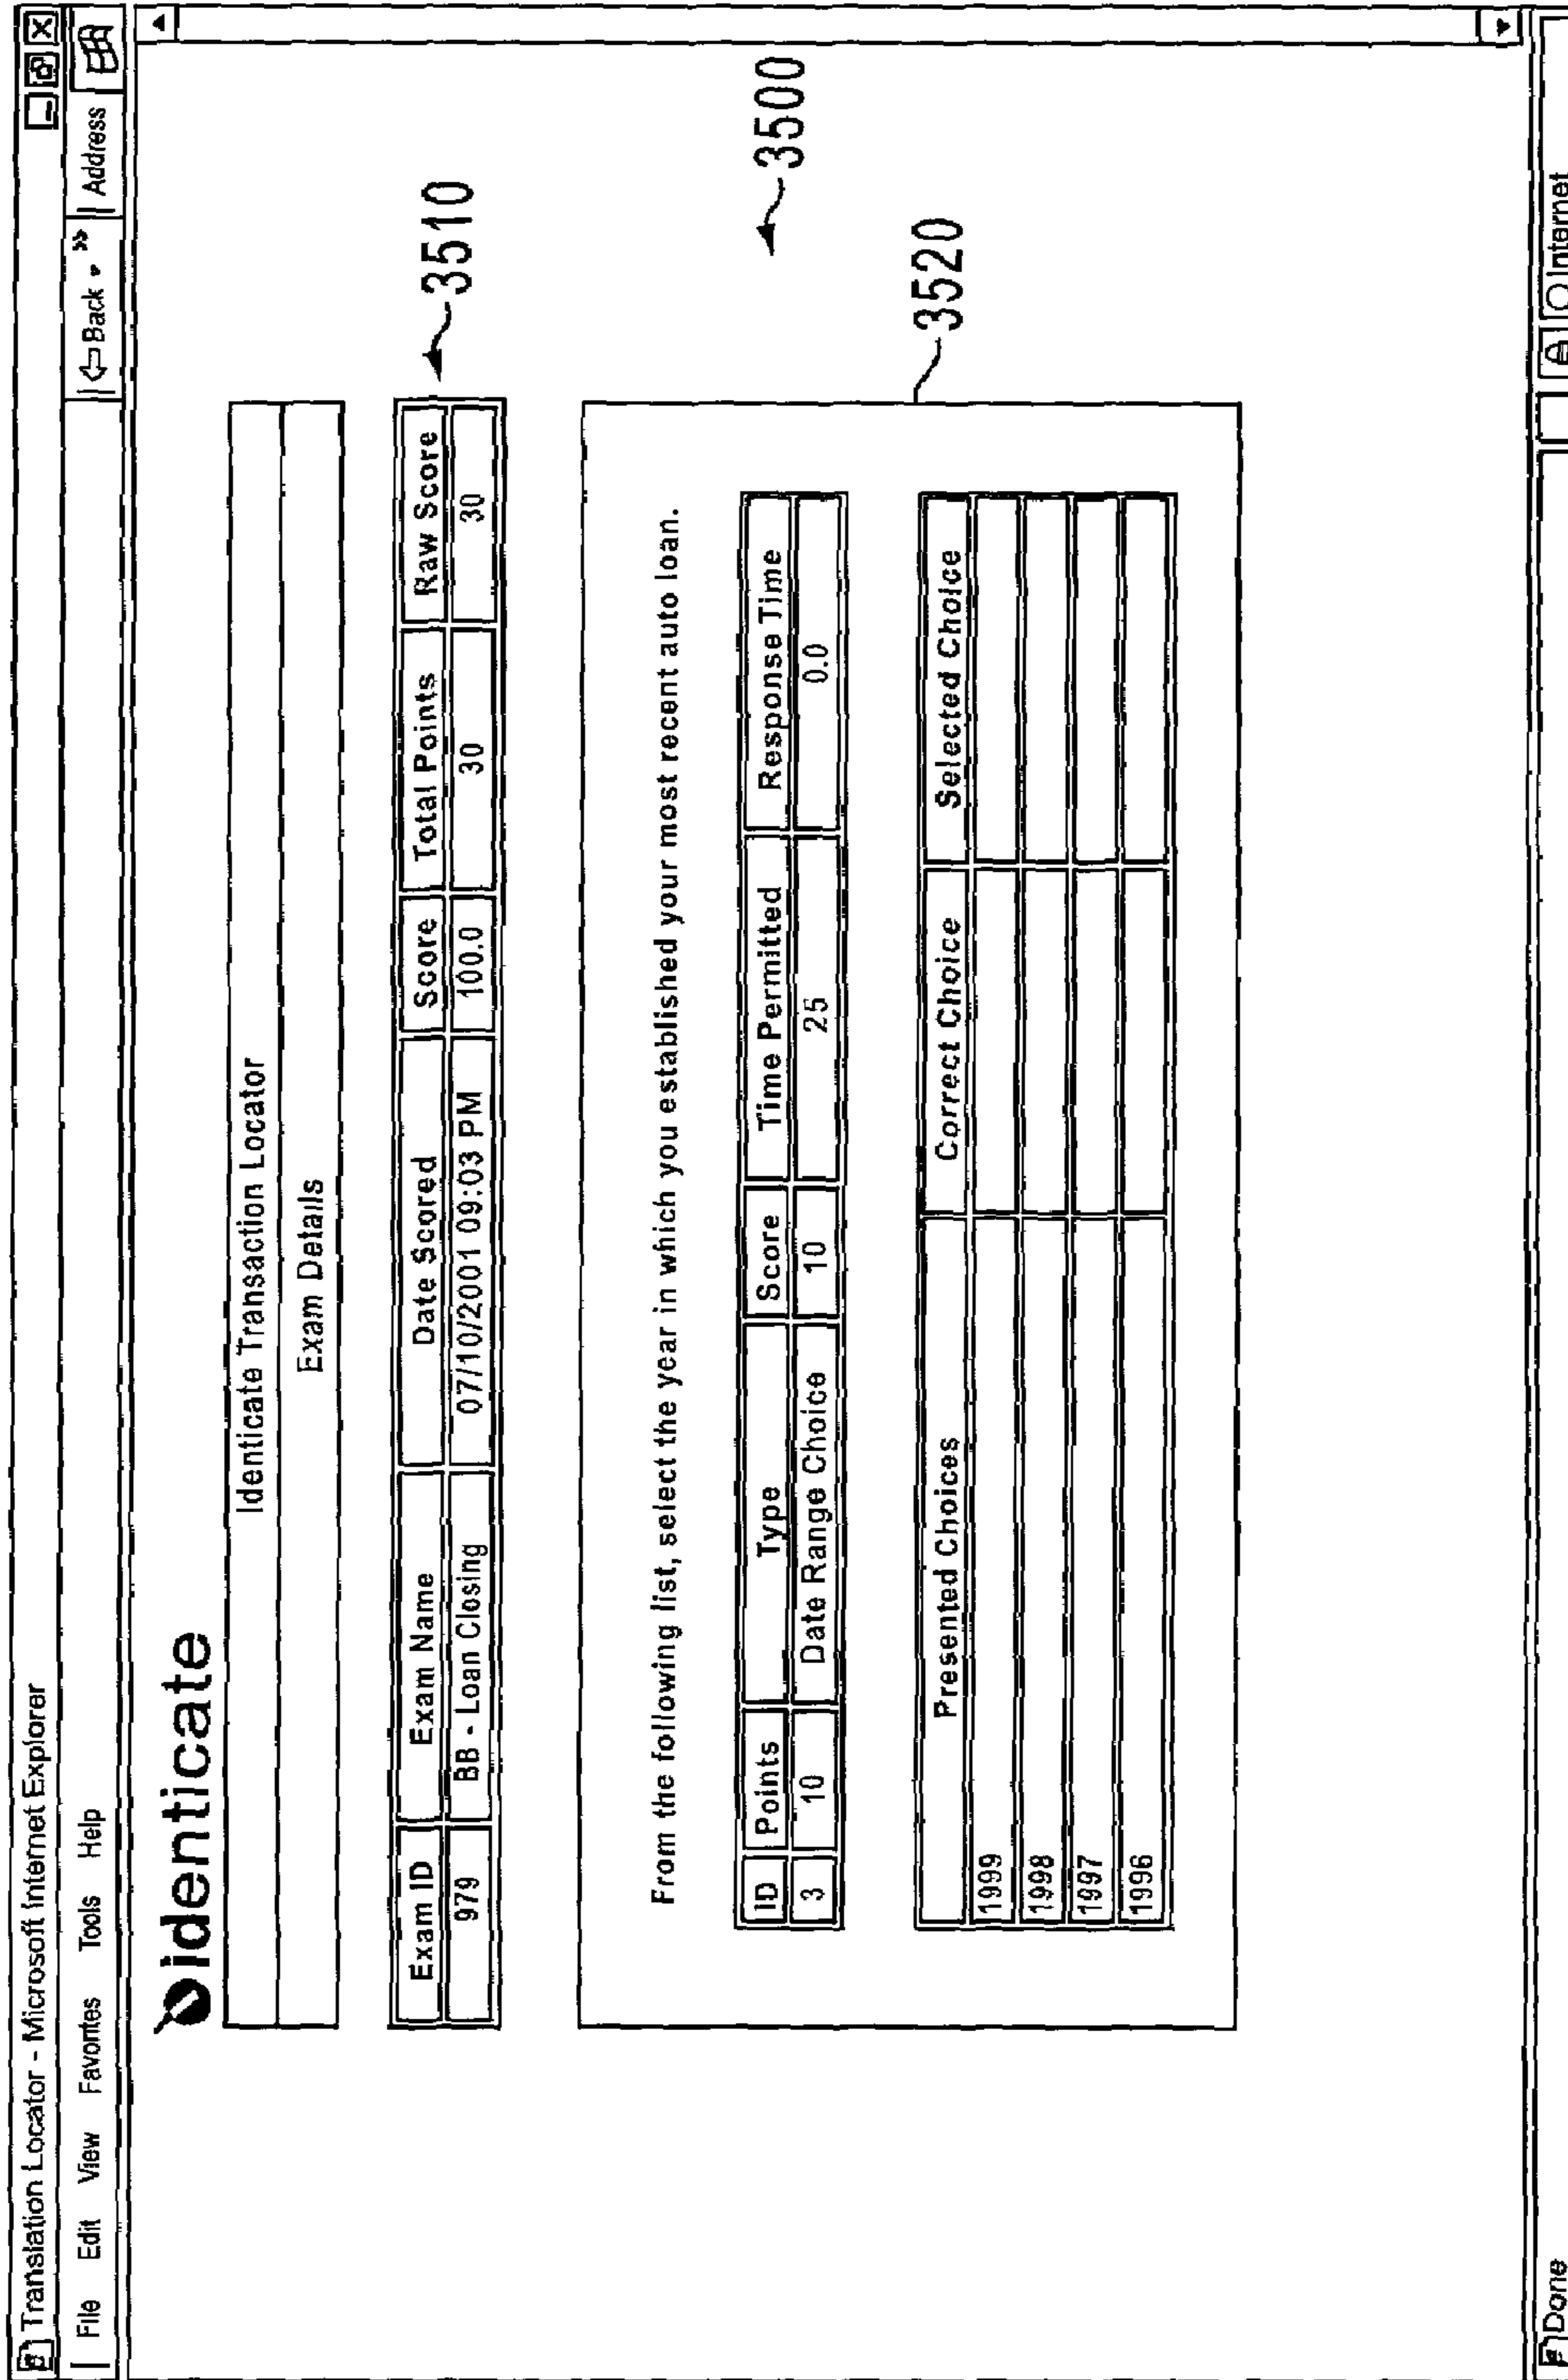 Translation Locator - Microsoft Internet Explorer
File Edit View Favorites Tools Help
Back Address
identicate
Identicate Transaction Locator
Exam Details
Exam ID Exam Name Date Scored Score Total Points Raw Score
979 BB - Loan Closing 07/10/2001 09:03 PM 100.0 30 30
3510
3500
3520
From the following list, select the year in which you established your most recent auto loan.
ID Points Type Score Time Permitted Response Time
3 10 Date Range Choice 10 25 0.0
Presented Choices Correct Choice Selected Choice
1999
1998
1997
1996
Done Internet